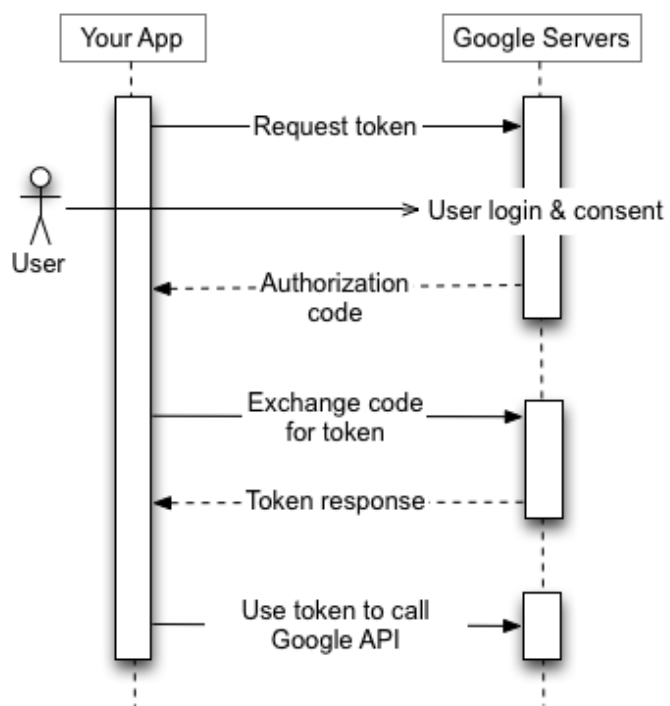 Your App
Google Servers
Request token
User login & consent
User
Authorization
code
Exchange code
for token
Token response
Use token to call
Google API